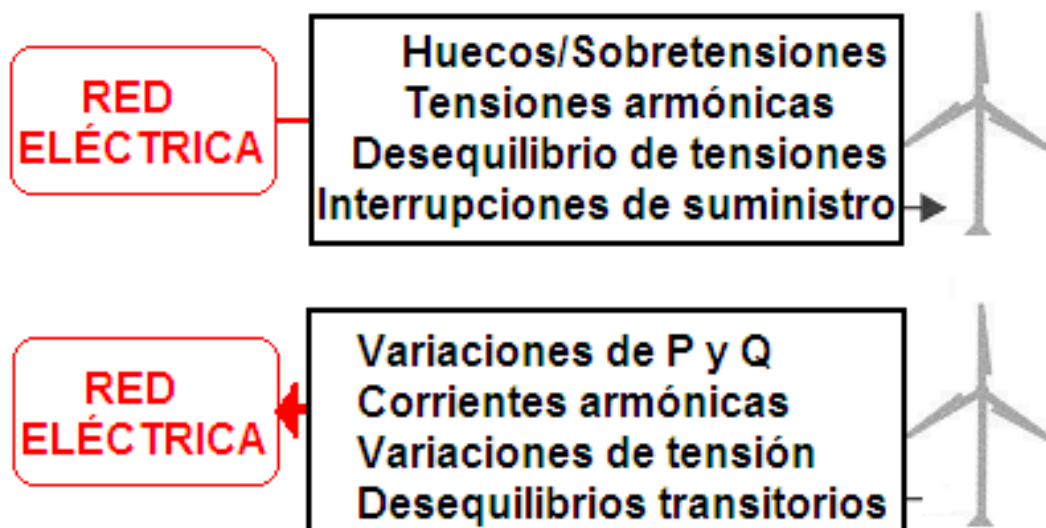 RED
ELÉCTRICA
Huecos/Sobretensiones
Tensiones armónicas
Desequilibrio de tensiones
Interrupciones de suministro
RED
ELÉCTRICA
Variaciones de P y Q
Corrientes armónicas
Variaciones de tensión
Desequilibrios transitorios